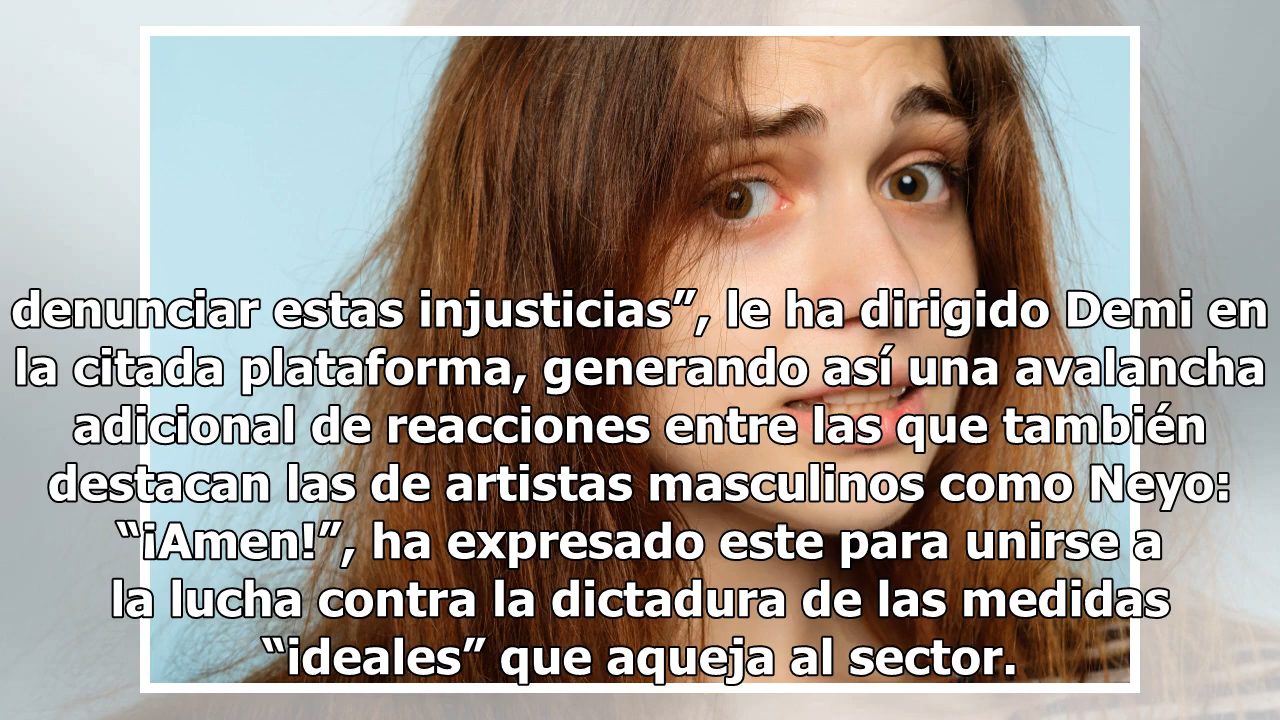 denunciar estas injusticias”, le ha dirigido Demi en
la citada plataforma, generando así una avalancha
adicional de reacciones entre las que también
destacan las de artistas masculinos como Neyo:
“¡Amen!”, ha expresado este para unirse a
la lucha contra la dictadura de las medidas
“ideales” que aqueja al sector.